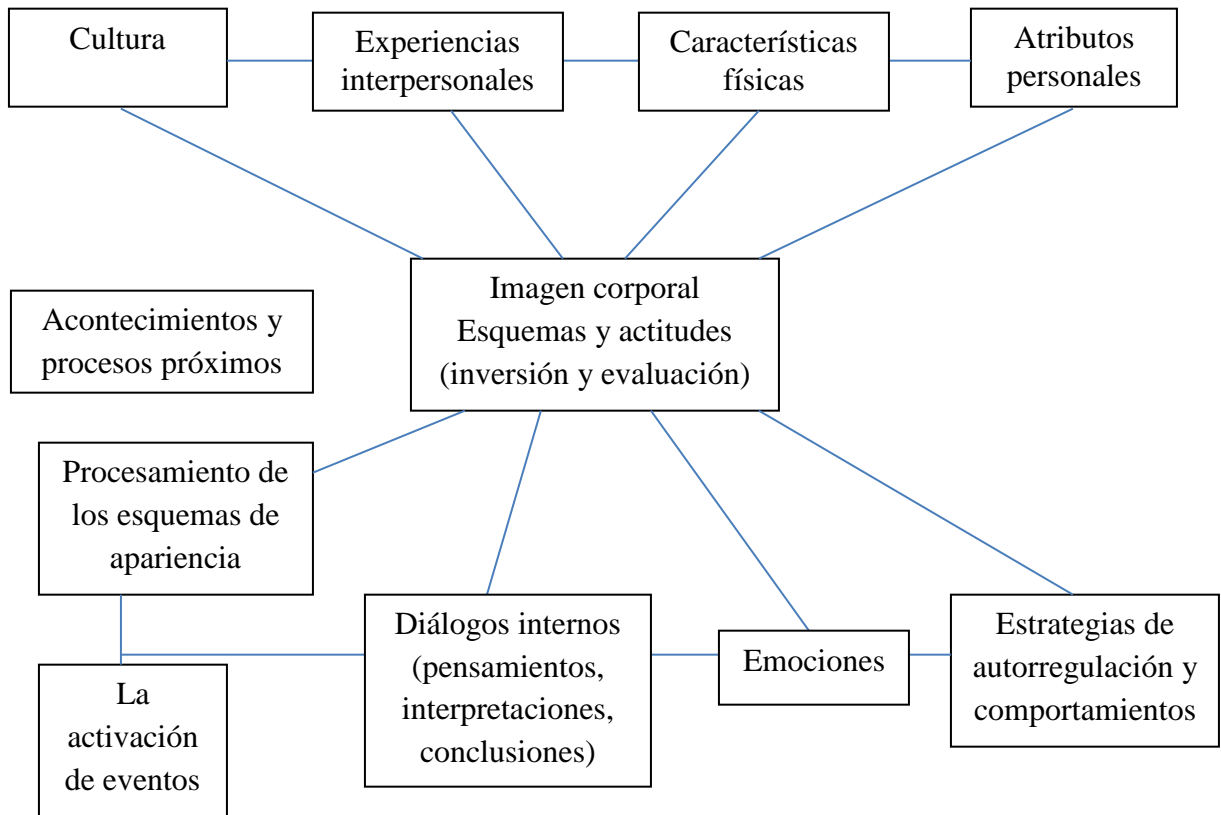 Cultura
Experiencias
interpersonales
Características
físicas
Atributos
personales
Imagen corporal
Esquemas y actitudes
(inversión y evaluación)
Acontecimientos y
procesos próximos
Procesamiento de
los esquemas de
apariencia
Diálogos internos
(pensamientos,
interpretaciones,
conclusiones)
Emociones
Estrategias de
autorregulación y
comportamientos
La
activación
de eventos